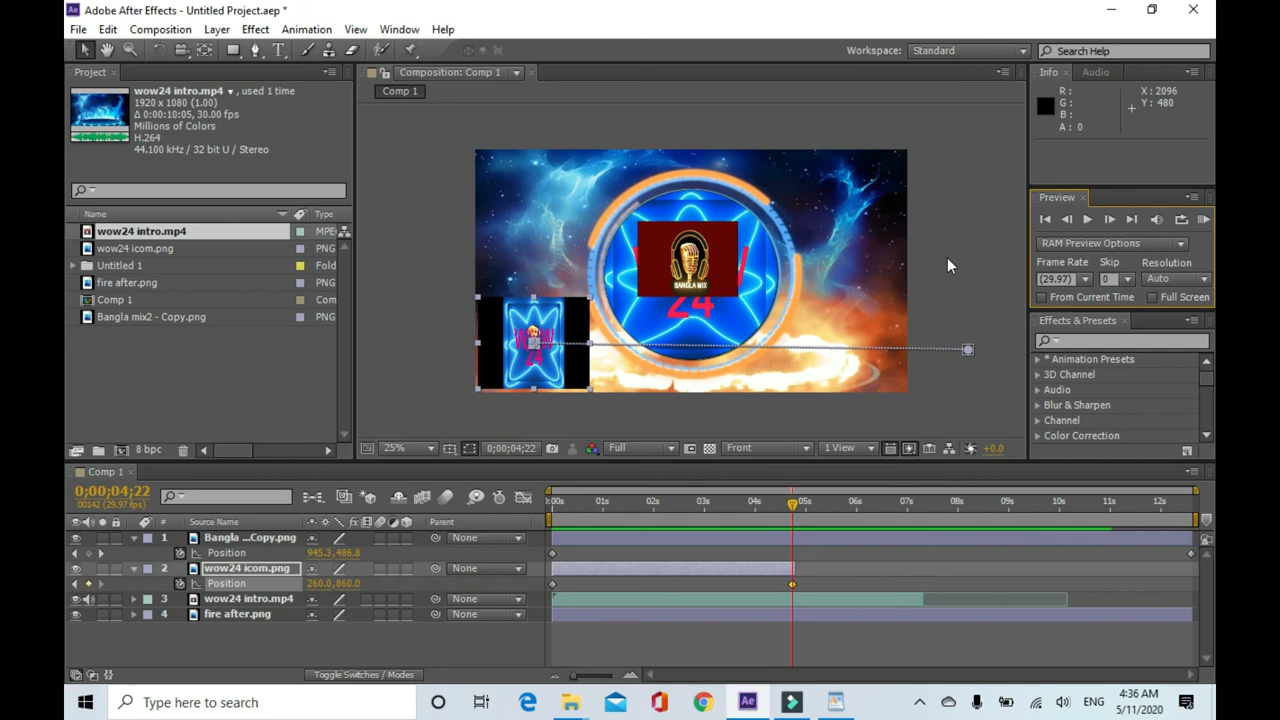 Adobe After Effects - Untitled Project.aep *
File Edit Composition Layer Effect Animation View Window Help
Workspace: Standard Search Help
Project
wow24 intro.mp4 , used 1 time
1920 x 1080 (1.00)
Δ 0:00:10:05, 30.00 fps
Millions of Colors
H.264
44.100 kHz / 32 bit U / Stereo
Name Type
wow24 intro.mp4 MPE
wow24 icom.png PNG
Untitled 1 Fold
fire after.png PNG
Comp 1 Com
Bangla mix2 - Copy.png PNG
8 bpc
Composition: Comp 1
Comp 1
BANGLA MIX
24
24
25% 0;00;04;22 Full Front 1 View +0.0
Info Audio
R : X : 2096
G : Y : 480
B :
A : 0
Preview
RAM Preview Options
Frame Rate Skip Resolution
(29.97) 0 Auto
From Current Time Full Screen
Effects & Presets
* Animation Presets
3D Channel
Audio
Blur & Sharpen
Channel
Color Correction
Comp 1
0;00;04;22
00142 (29.97 fps)
:00s 01s 02s 03s 04s 05s 06s 07s 08s 09s 10s 11s 12s
# Source Name Parent
1 Bangla ...Copy.png None
Position 945.3,486.8
2 wow24 icom.png None
Position 260.0,860.0
3 wow24 intro.mp4 None
4 fire after.png None
Toggle Switches / Modes
Type here to search
ENG
4:36 AM
5/11/2020